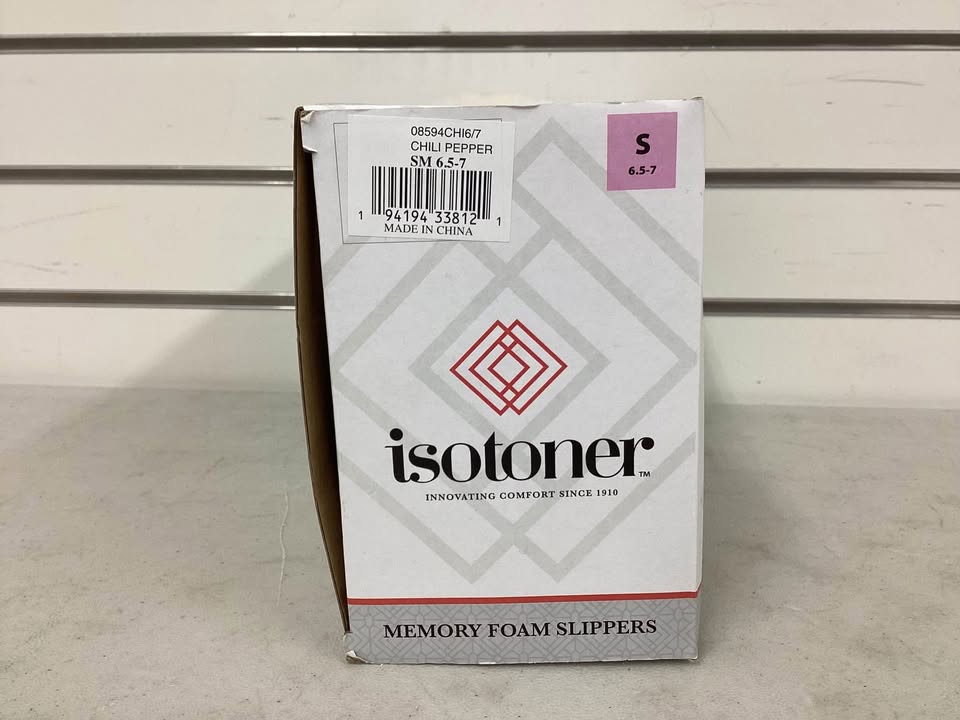 08594CHI6/7
CHILI PEPPER
SM 6.5-7
1 94194 33812 1
MADE IN CHINA
S
6.5-7
isotoner™
INNOVATING COMFORT SINCE 1910
MEMORY FOAM SLIPPERS